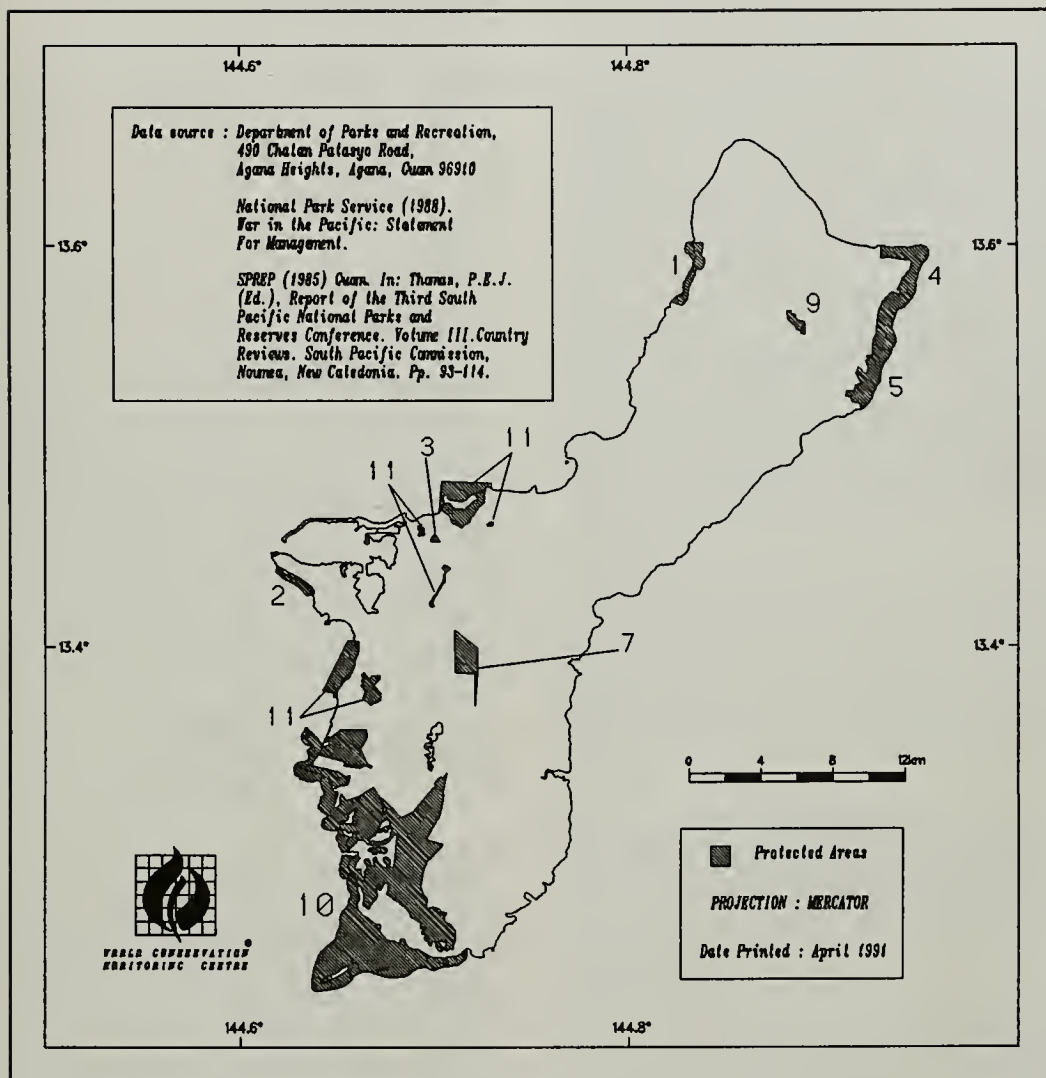 144.6°
144.8°
Data source : Department of Parks and Recreation,
490 Chalan Palasyo Road,
Agana Heights, Agana, Guam 96910
National Park Service (1988).
War in the Pacific: Statement
For Management.
SPREP (1985) Guam. In: Thomas, P.E.J.
(Ed.), Report of the Third South
Pacific National Parks and
Reserves Conference. Volume III.Country
Reviews. South Pacific Commission,
Noumea, New Caledonia. Pp. 93-114.
13.6°
13.6°
1
4
9
5
3
11
11
2
13.4°
13.4°
7
11
0 4 8 12km
Protected Areas
PROJECTION : MERCATOR
Date Printed : April 1991
10
WORLD CONSERVATION
MONITORING CENTRE
144.6°
144.8°